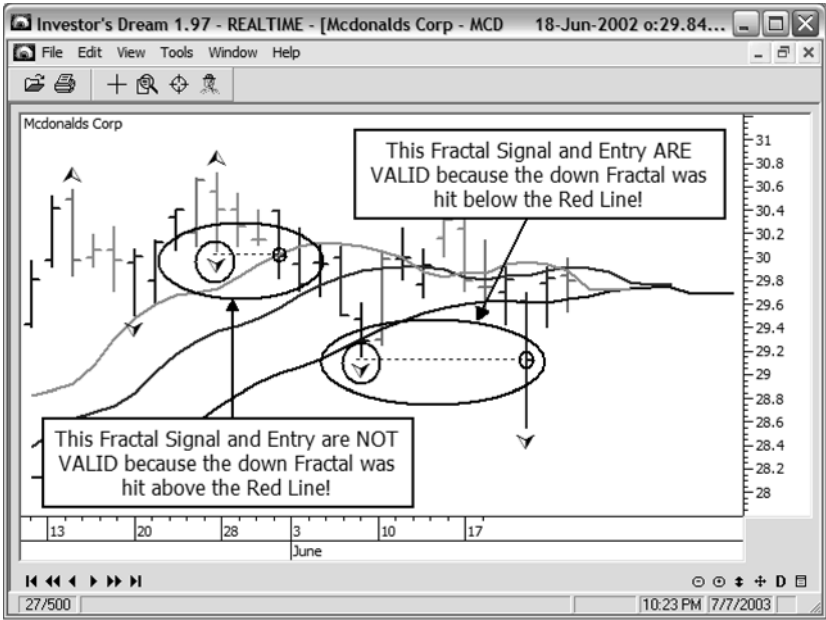 Investor's Dream 1.97 - REALTIME - [Mcdonalds Corp - MCD 18-Jun-2002 o:29.84...
File Edit View Tools Window Help
Mcdonalds Corp
This Fractal Signal and Entry ARE
VALID because the down Fractal was
hit below the Red Line!
This Fractal Signal and Entry are NOT
VALID because the down Fractal was
hit above the Red Line!
31
30.8
30.6
30.4
30.2
30
29.8
29.6
29.4
29.2
29
28.8
28.6
28.4
28.2
28
13 20 28 3 10 17
June
D
27/500 10:23 PM 7/7/2003